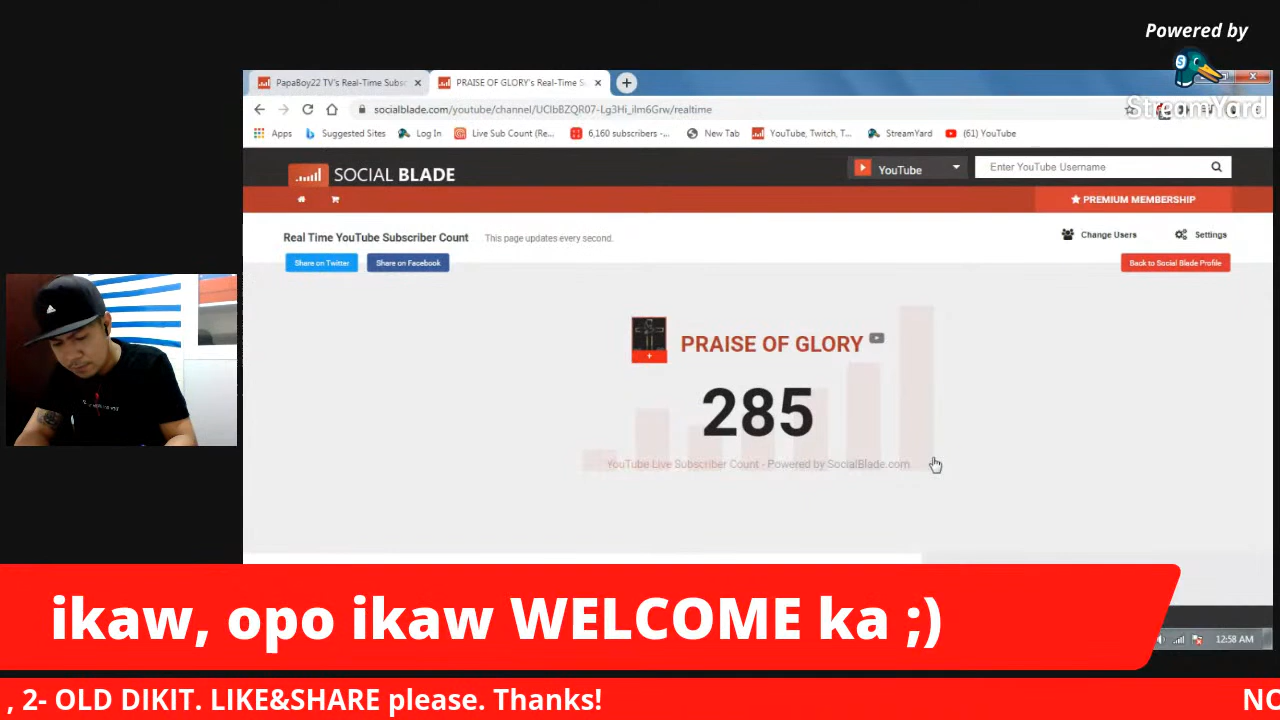 Powered by
StreamYard
PapaBoy22 TV's Real-Time Subsc
PRAISE OF GLORY's Real-Time S
socialblade.com/youtube/channel/UClbBZQR07-Lg3Hi_ilm6Grw/realtime
Apps Suggested Sites Log In Live Sub Count (Re... 6,160 subscribers -... New Tab YouTube, Twitch, T... StreamYard (61) YouTube
SOCIAL BLADE
YouTube
Enter YouTube Username
PREMIUM MEMBERSHIP
Real Time YouTube Subscriber Count This page updates every second.
Change Users Settings
Share on Twitter Share on Facebook
Back to Social Blade Profile
PRAISE OF GLORY
285
YouTube Live Subscriber Count - Powered by SocialBlade.com
ikaw, opo ikaw WELCOME ka ;)
12:58 AM
, 2- OLD DIKIT. LIKE&SHARE please. Thanks! NO